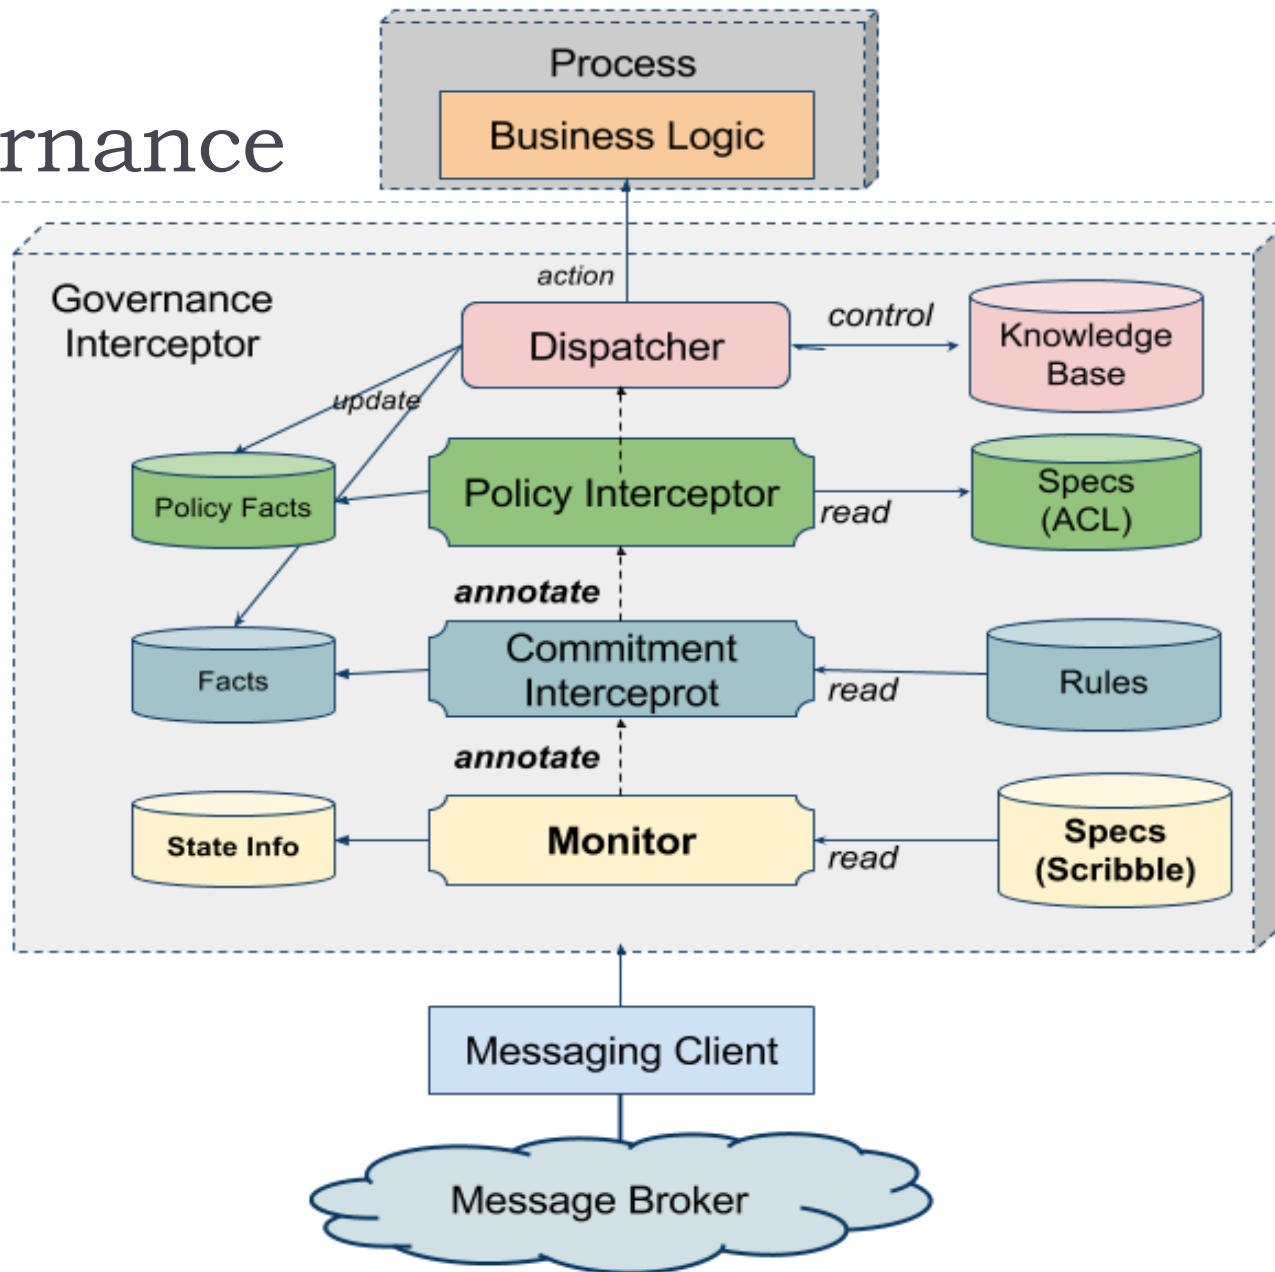 Process
Business Logic
rnance
action
Governance
Interceptor
Dispatcher
control
Knowledge
Base
update
Policy Facts
Policy Interceptor
read
Specs
(ACL)
annotate
Facts
Commitment
Interceprot
read
Rules
annotate
State Info
Monitor
read
Specs
(Scribble)
Messaging Client
Message Broker